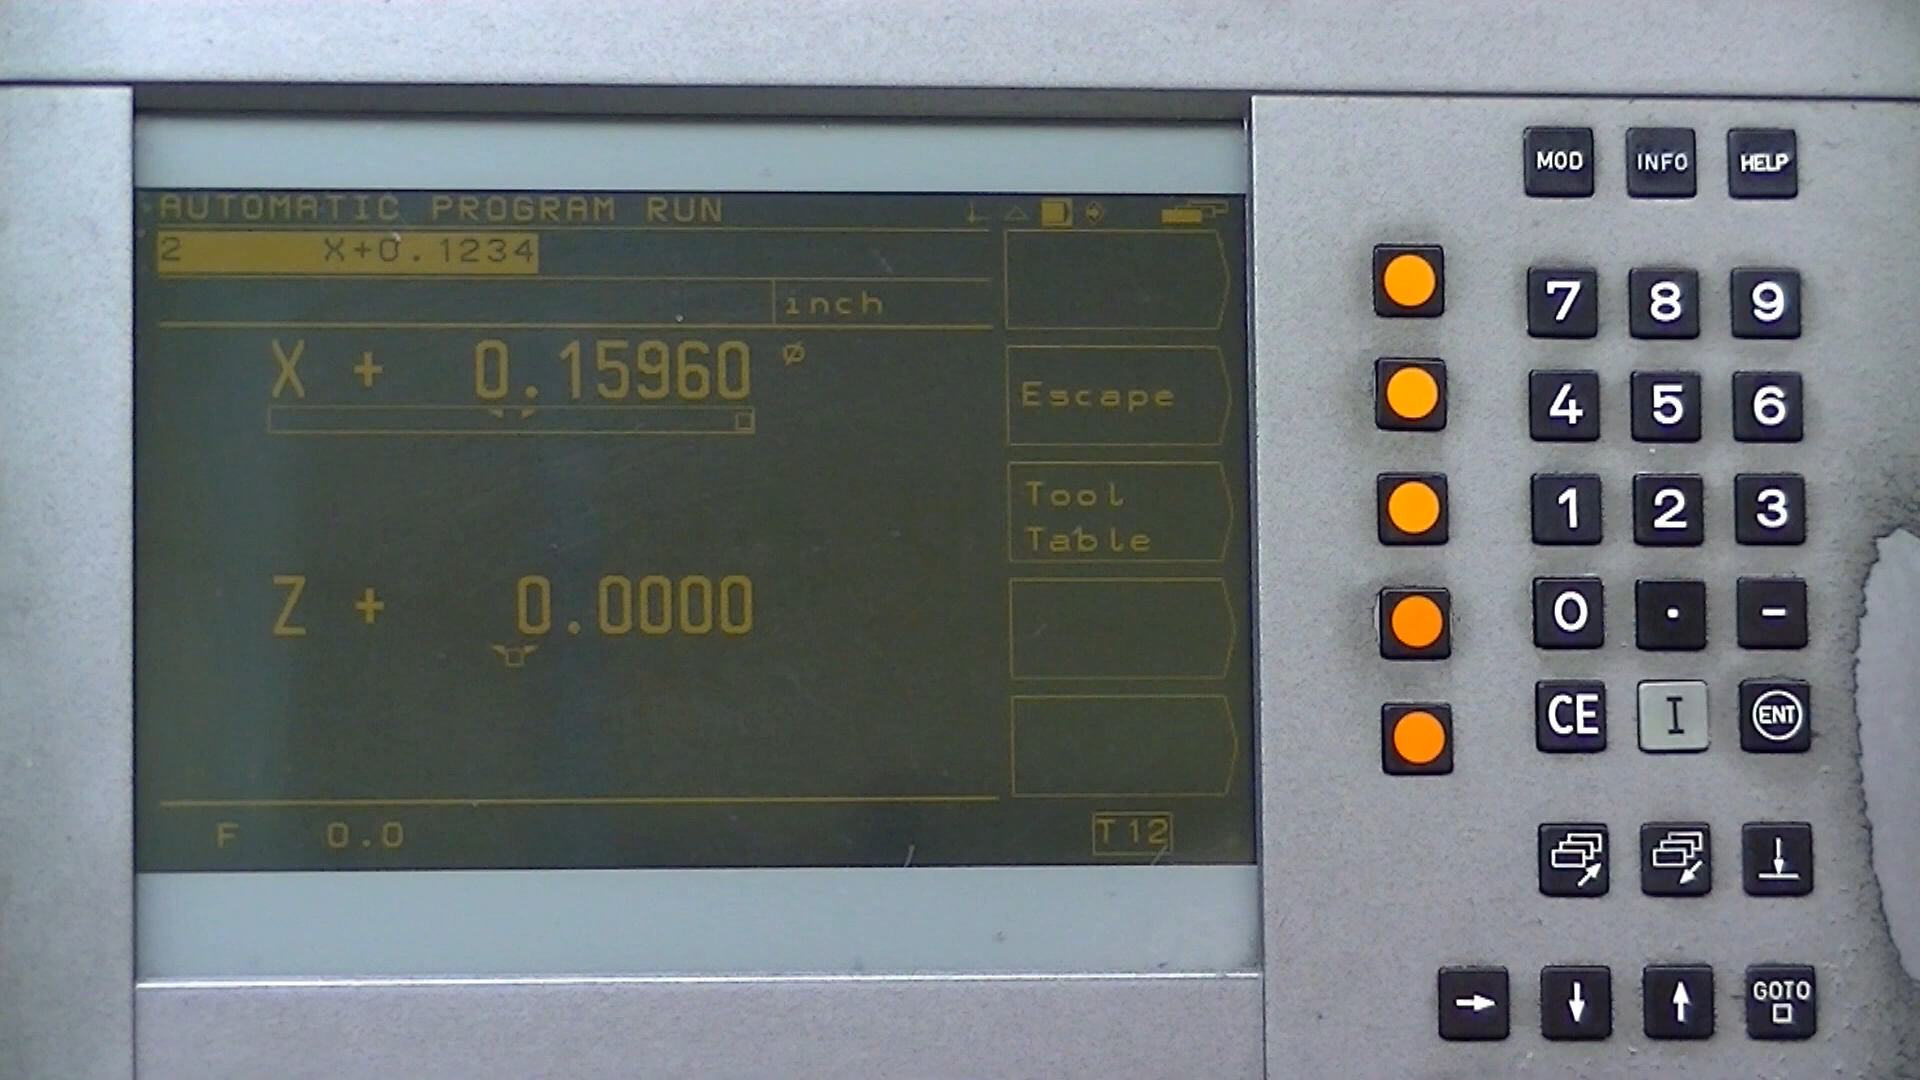 AUTOMATIC PROGRAM RUN
2 X+0.1234
inch
X + 0.15960 ø
Z + 0.0000
F 0.0
Escape
Tool
Table
T 12
MOD INFO HELP
7 8 9
4 5 6
1 2 3
0 . -
CE I ENT
GOTO